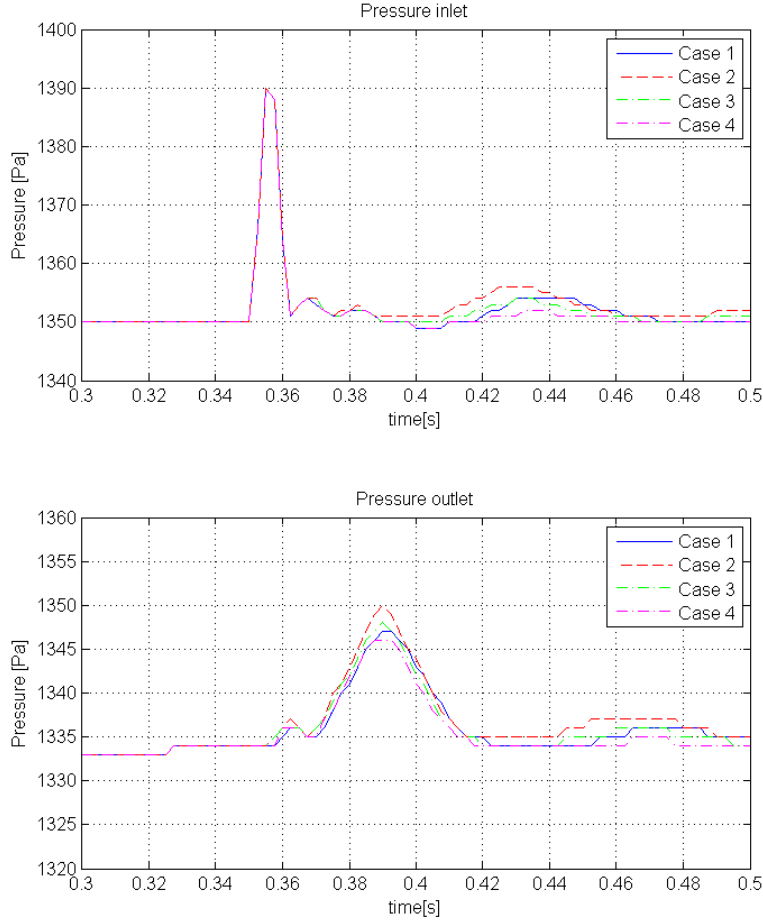 Pressure inlet
1400
1390
1380
1370
1360
1350
1340
Pressure [Pa]
Case 1
Case 2
Case 3
Case 4
0.3 0.32 0.34 0.36 0.38 0.4 0.42 0.44 0.46 0.48 0.5
time[s]
Pressure outlet
1360
1355
1350
1345
1340
1335
1330
1325
1320
Pressure [Pa]
Case 1
Case 2
Case 3
Case 4
0.3 0.32 0.34 0.36 0.38 0.4 0.42 0.44 0.46 0.48 0.5
time[s]